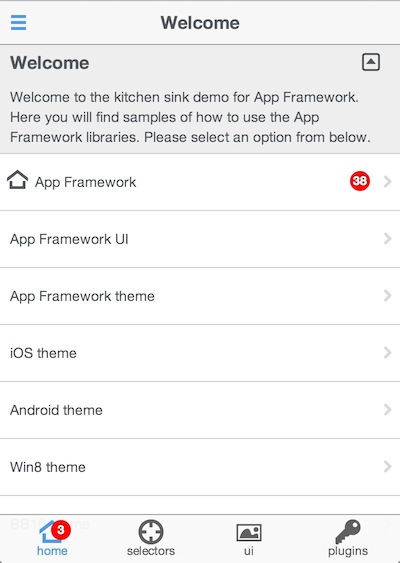 Welcome
Welcome
Welcome to the kitchen sink demo for App Framework.
Here you will find samples of how to use the App
Framework libraries. Please select an option from below.
App Framework 38
App Framework UI
App Framework theme
iOS theme
Android theme
Win8 theme
3
home selectors ui plugins